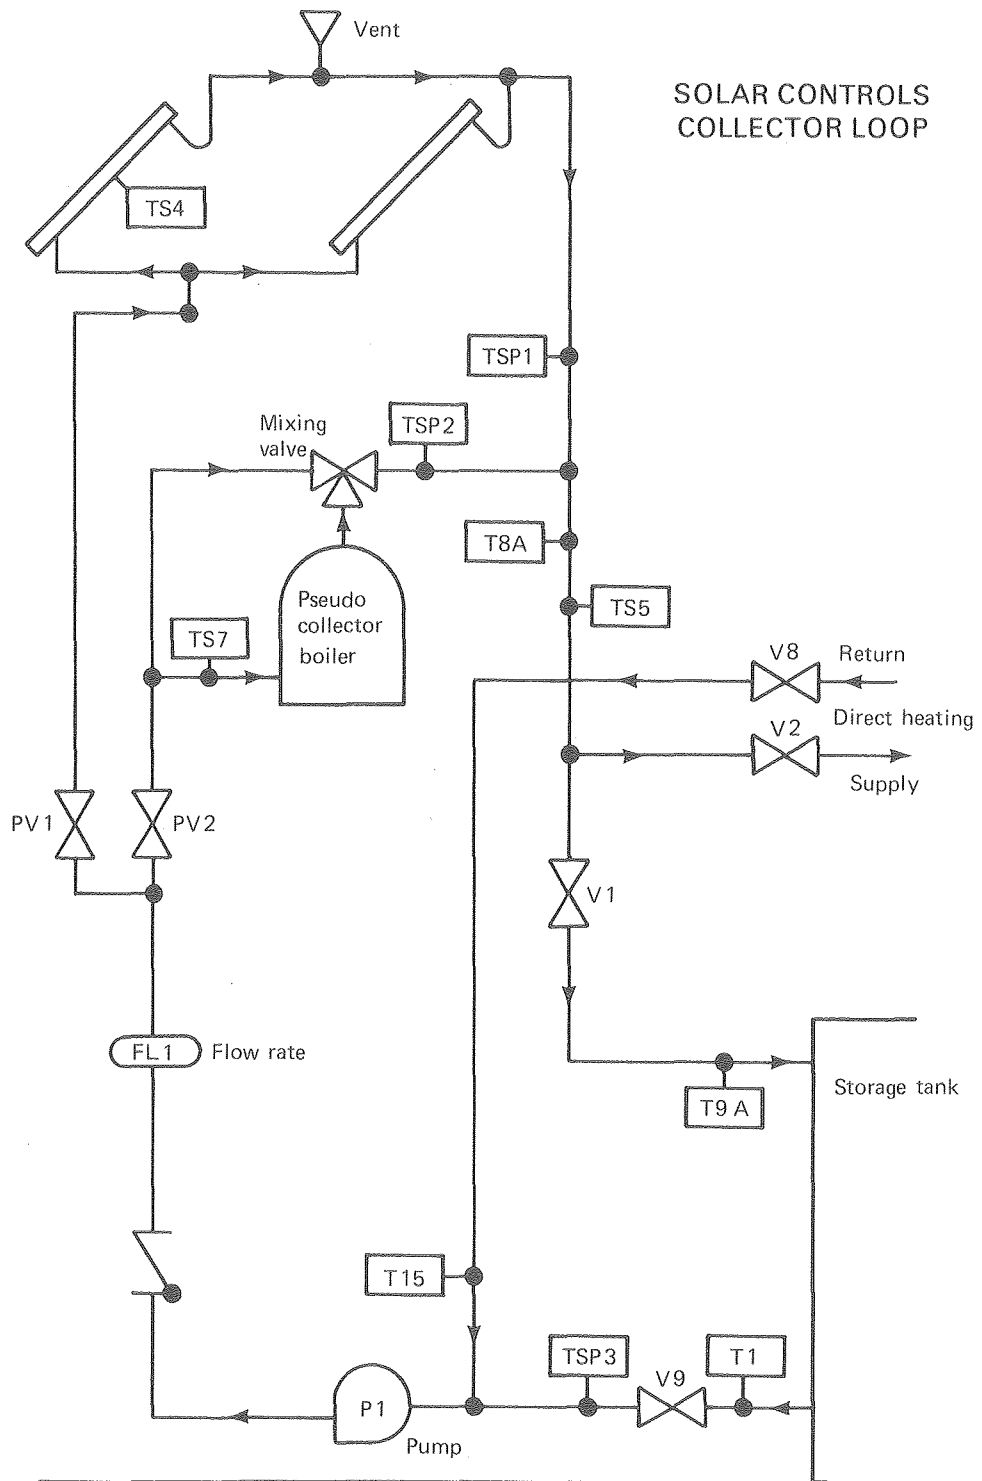 Vent
SOLAR CONTROLS
COLLECTOR LOOP
TS4
TSP1
Mixing
valve
TSP2
T8A
TS5
Pseudo
collector
boiler
TS7
V8
Return
Direct heating
V2
Supply
PV1
PV2
V1
FL1
Flow rate
Storage tank
T9 A
T15
TSP3
T1
V9
P1
Pump